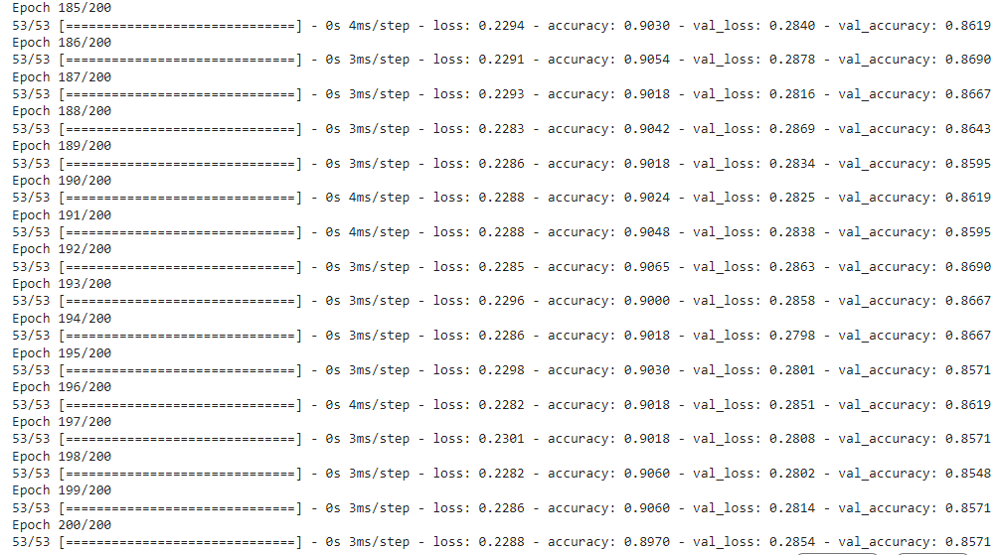 Epoch 185/200
53/53 [==============================] - 0s 4ms/step - loss: 0.2294 - accuracy: 0.9030 - val_loss: 0.2840 - val_accuracy: 0.8619
Epoch 186/200
53/53 [==============================] - 0s 3ms/step - loss: 0.2291 - accuracy: 0.9054 - val_loss: 0.2878 - val_accuracy: 0.8690
Epoch 187/200
53/53 [==============================] - 0s 3ms/step - loss: 0.2293 - accuracy: 0.9018 - val_loss: 0.2816 - val_accuracy: 0.8667
Epoch 188/200
53/53 [==============================] - 0s 3ms/step - loss: 0.2283 - accuracy: 0.9042 - val_loss: 0.2869 - val_accuracy: 0.8643
Epoch 189/200
53/53 [==============================] - 0s 3ms/step - loss: 0.2286 - accuracy: 0.9018 - val_loss: 0.2834 - val_accuracy: 0.8595
Epoch 190/200
53/53 [==============================] - 0s 4ms/step - loss: 0.2288 - accuracy: 0.9024 - val_loss: 0.2825 - val_accuracy: 0.8619
Epoch 191/200
53/53 [==============================] - 0s 4ms/step - loss: 0.2288 - accuracy: 0.9048 - val_loss: 0.2838 - val_accuracy: 0.8595
Epoch 192/200
53/53 [==============================] - 0s 3ms/step - loss: 0.2285 - accuracy: 0.9065 - val_loss: 0.2863 - val_accuracy: 0.8690
Epoch 193/200
53/53 [==============================] - 0s 3ms/step - loss: 0.2296 - accuracy: 0.9000 - val_loss: 0.2858 - val_accuracy: 0.8667
Epoch 194/200
53/53 [==============================] - 0s 3ms/step - loss: 0.2286 - accuracy: 0.9018 - val_loss: 0.2798 - val_accuracy: 0.8667
Epoch 195/200
53/53 [==============================] - 0s 3ms/step - loss: 0.2298 - accuracy: 0.9030 - val_loss: 0.2801 - val_accuracy: 0.8571
Epoch 196/200
53/53 [==============================] - 0s 4ms/step - loss: 0.2282 - accuracy: 0.9018 - val_loss: 0.2851 - val_accuracy: 0.8619
Epoch 197/200
53/53 [==============================] - 0s 3ms/step - loss: 0.2301 - accuracy: 0.9018 - val_loss: 0.2808 - val_accuracy: 0.8571
Epoch 198/200
53/53 [==============================] - 0s 3ms/step - loss: 0.2282 - accuracy: 0.9060 - val_loss: 0.2802 - val_accuracy: 0.8548
Epoch 199/200
53/53 [==============================] - 0s 3ms/step - loss: 0.2286 - accuracy: 0.9060 - val_loss: 0.2814 - val_accuracy: 0.8571
Epoch 200/200
53/53 [==============================] - 0s 3ms/step - loss: 0.2288 - accuracy: 0.8970 - val_loss: 0.2854 - val_accuracy: 0.8571